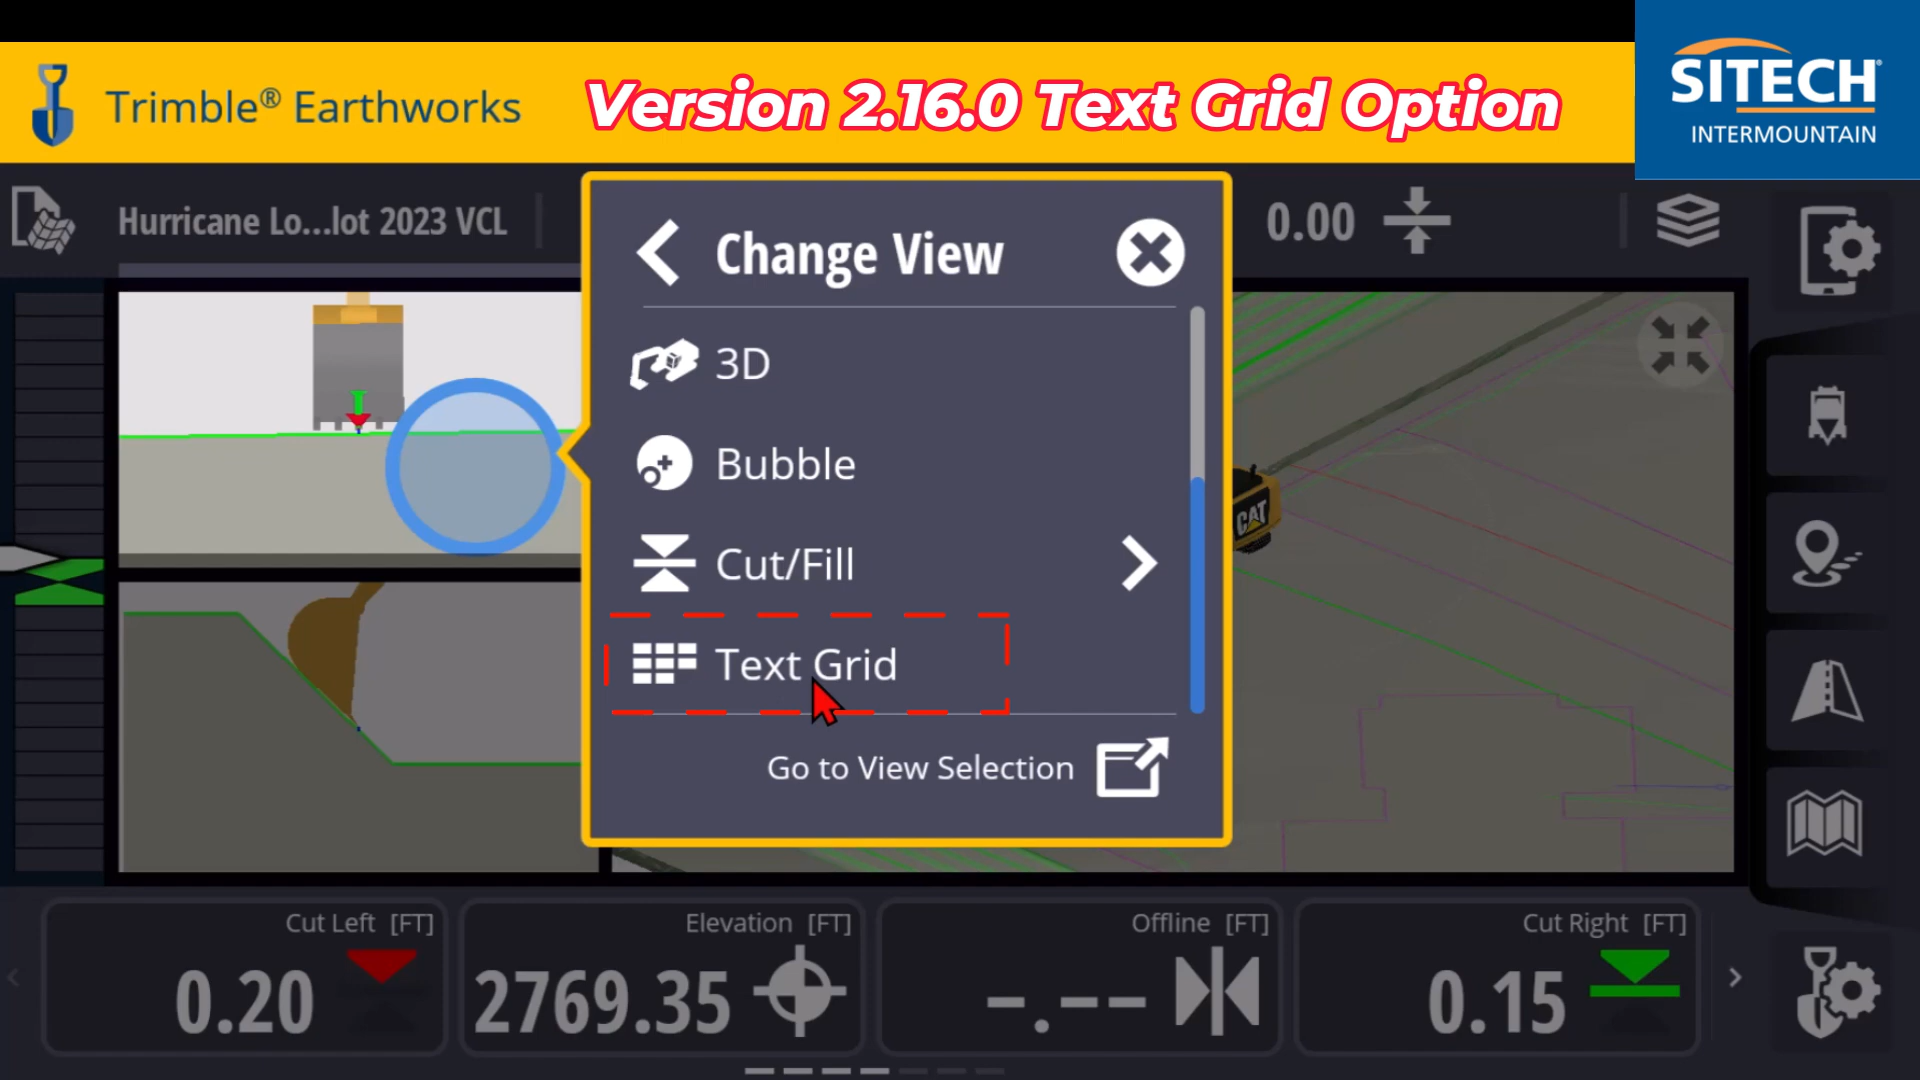 Trimble® Earthworks
Version 2.16.0 Text Grid Option
SITECH®
INTERMOUNTAIN
Hurricane Lo...lot 2023 VCL
0.00
Change View
3D
Bubble
Cut/Fill
Text Grid
Go to View Selection
CAT
Cut Left [FT]
0.20
Elevation [FT]
2769.35
Offline [FT]
-.--
Cut Right [FT]
0.15